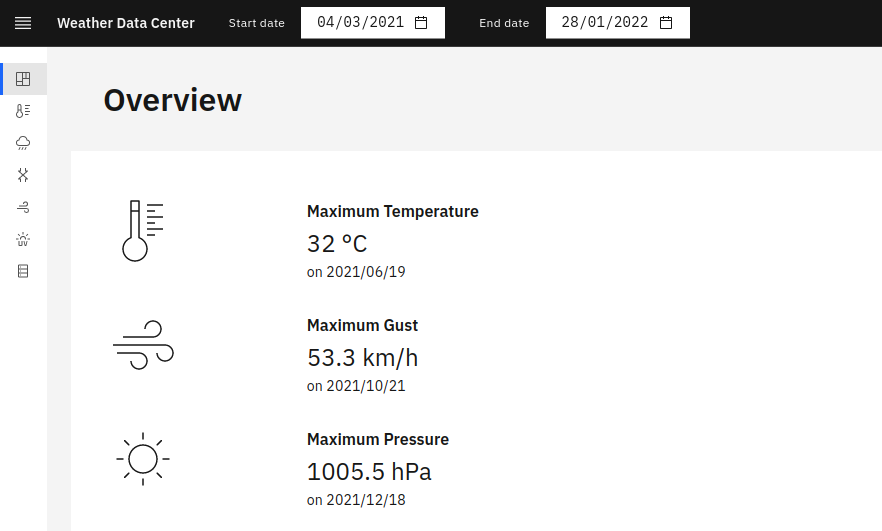 Weather Data Center Start date 04/03/2021 End date 28/01/2022
Overview
Maximum Temperature
32 °C
on 2021/06/19
Maximum Gust
53.3 km/h
on 2021/10/21
Maximum Pressure
1005.5 hPa
on 2021/12/18